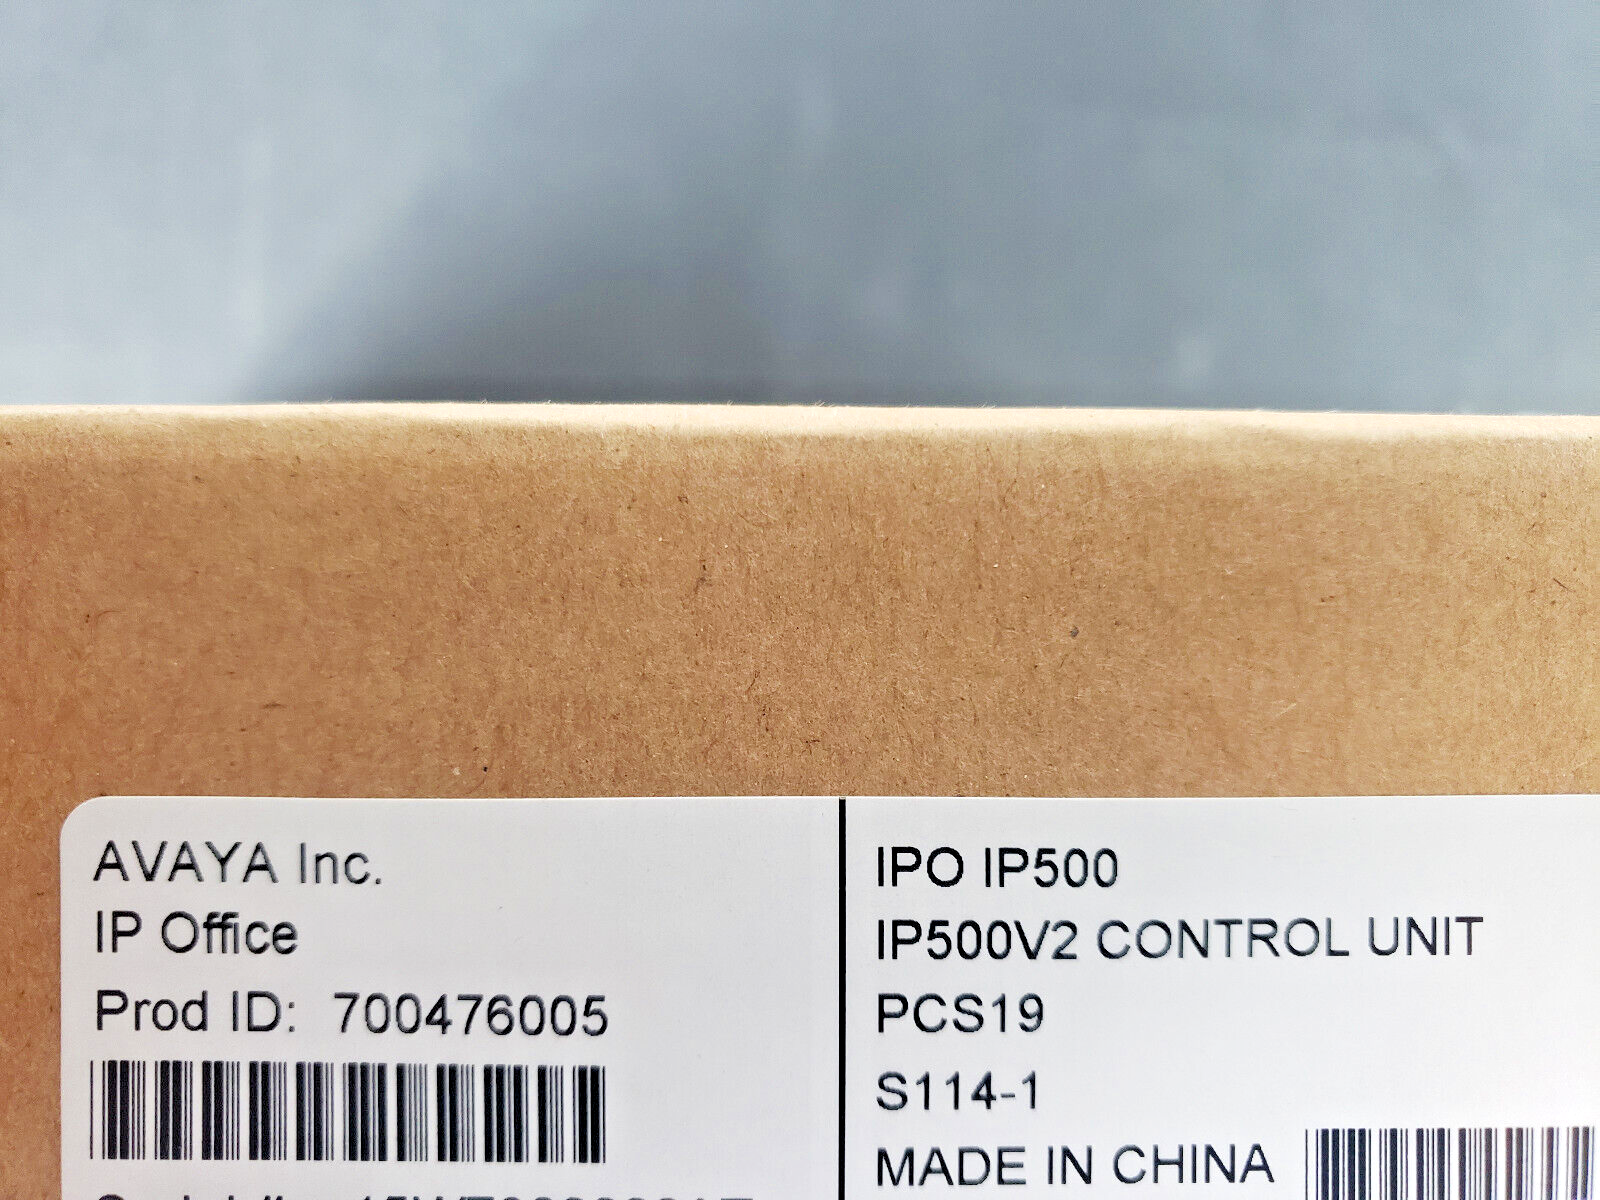 AVAYA Inc.
IP Office
Prod ID: 700476005
IPO IP500
IP500V2 CONTROL UNIT
PCS19
S114-1
MADE IN CHINA